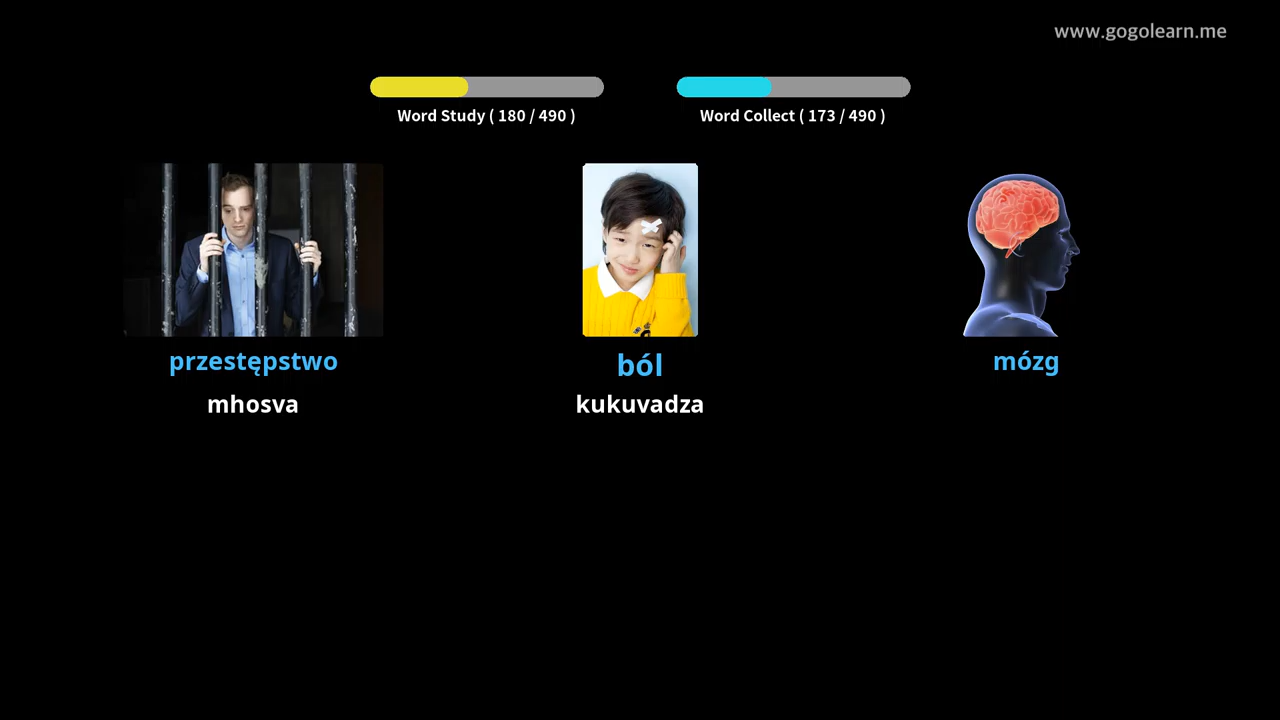 www.gogolearn.me
Word Study ( 180 / 490 )
Word Collect ( 173 / 490 )
przestępstwo
ból
mózg
mhosva
kukuvadza